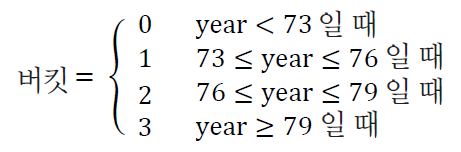 0 year < 73 일 때
1 73 ≤ year ≤ 76 일 때
버킷 =
2 76 ≤ year ≤ 79 일 때
3 year ≥ 79 일 때